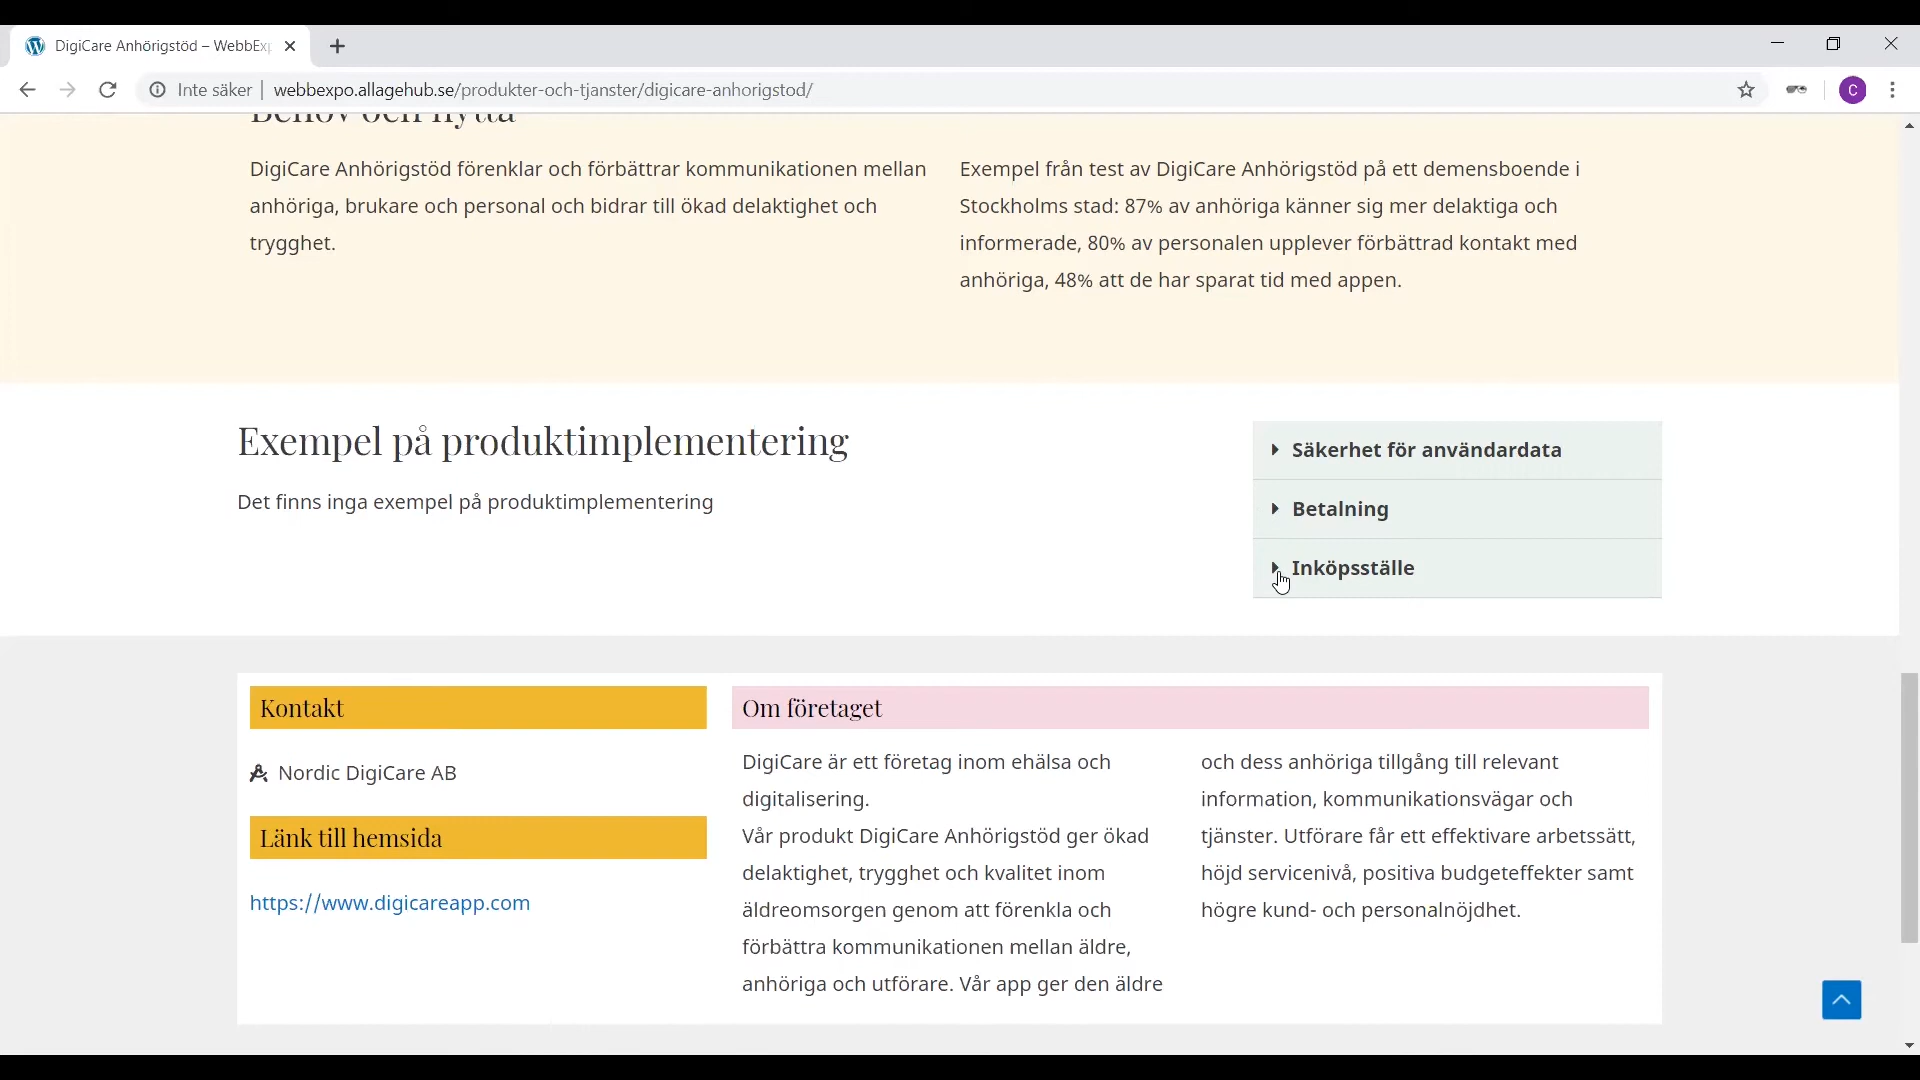 DigiCare Anhörigstöd – WebbExp
Inte säker | webbexpo.allagehub.se/produkter-och-tjanster/digicare-anhorigstod/
C
Behov och nytta
DigiCare Anhörigstöd förenklar och förbättrar kommunikationen mellan
anhöriga, brukare och personal och bidrar till ökad delaktighet och
trygghet.
Exempel från test av DigiCare Anhörigstöd på ett demensboende i
Stockholms stad: 87% av anhöriga känner sig mer delaktiga och
informerade, 80% av personalen upplever förbättrad kontakt med
anhöriga, 48% att de har sparat tid med appen.
Exempel på produktimplementering
Det finns inga exempel på produktimplementering
Säkerhet för användardata
Betalning
Inköpsställe
Kontakt
Nordic DigiCare AB
Länk till hemsida
https://www.digicareapp.com
Om företaget
DigiCare är ett företag inom ehälsa och
digitalisering.
Vår produkt DigiCare Anhörigstöd ger ökad
delaktighet, trygghet och kvalitet inom
äldreomsorgen genom att förenkla och
förbättra kommunikationen mellan äldre,
anhöriga och utförare. Vår app ger den äldre
och dess anhöriga tillgång till relevant
information, kommunikationsvägar och
tjänster. Utförare får ett effektivare arbetssätt,
höjd servicenivå, positiva budgeteffekter samt
högre kund- och personalnöjdhet.